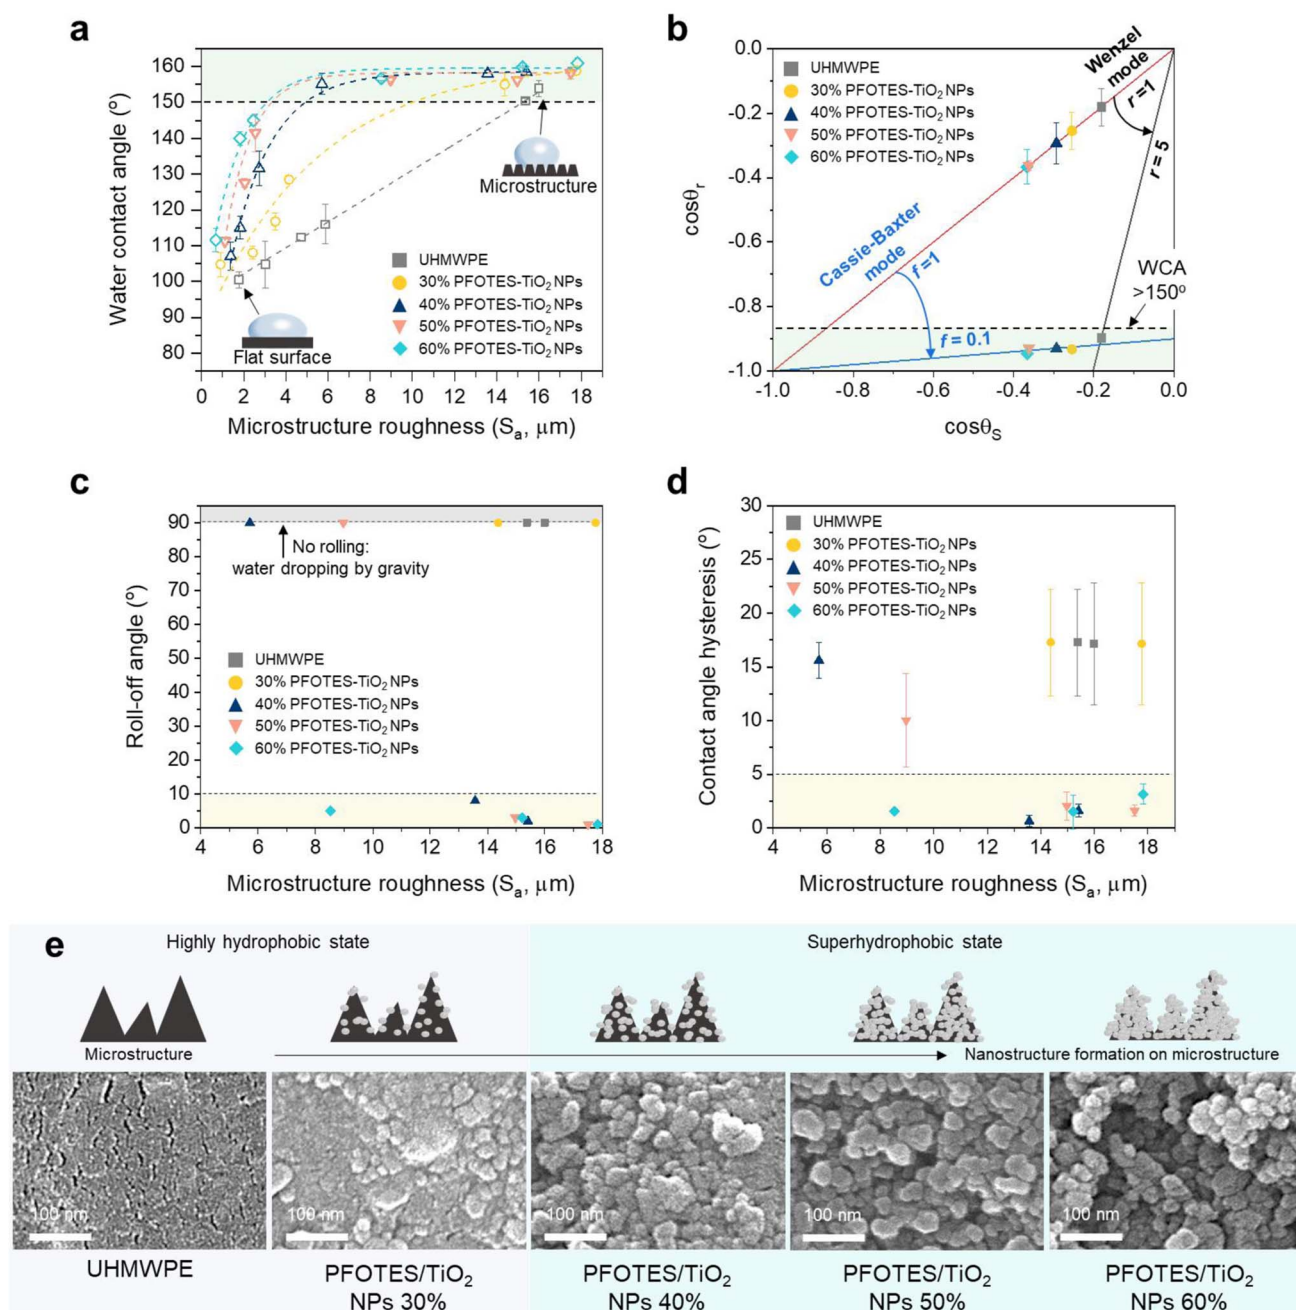 a
Water contact angle (º)
160
150
140
130
120
110
100
90
80
0 2 4 6 8 10 12 14 16 18
Microstructure roughness (Sₐ, μm)
Microstructure
Flat surface
UHMWPE
30% PFOTES-TiO₂ NPs
40% PFOTES-TiO₂ NPs
50% PFOTES-TiO₂ NPs
60% PFOTES-TiO₂ NPs
b
cosθᵣ
0.0
-0.2
-0.4
-0.6
-0.8
-1.0
-1.0 -0.8 -0.6 -0.4 -0.2 0.0
cosθ_S
UHMWPE
30% PFOTES-TiO₂ NPs
40% PFOTES-TiO₂ NPs
50% PFOTES-TiO₂ NPs
60% PFOTES-TiO₂ NPs
Wenzel
mode
r = 1
r = 5
Cassie-Baxter
mode
f = 1
f = 0.1
WCA
>150º
c
Roll-off angle (º)
90
80
70
60
50
40
30
20
10
0
4 6 8 10 12 14 16 18
Microstructure roughness (Sₐ, μm)
No rolling:
water dropping by gravity
UHMWPE
30% PFOTES-TiO₂ NPs
40% PFOTES-TiO₂ NPs
50% PFOTES-TiO₂ NPs
60% PFOTES-TiO₂ NPs
d
Contact angle hysteresis (º)
30
25
20
15
10
5
0
4 6 8 10 12 14 16 18
Microstructure roughness (Sₐ, μm)
UHMWPE
30% PFOTES-TiO₂ NPs
40% PFOTES-TiO₂ NPs
50% PFOTES-TiO₂ NPs
60% PFOTES-TiO₂ NPs
e
Highly hydrophobic state
Superhydrophobic state
Microstructure
Nanostructure formation on microstructure
100 nm
100 nm
100 nm
100 nm
100 nm
UHMWPE
PFOTES/TiO₂
NPs 30%
PFOTES/TiO₂
NPs 40%
PFOTES/TiO₂
NPs 50%
PFOTES/TiO₂
NPs 60%